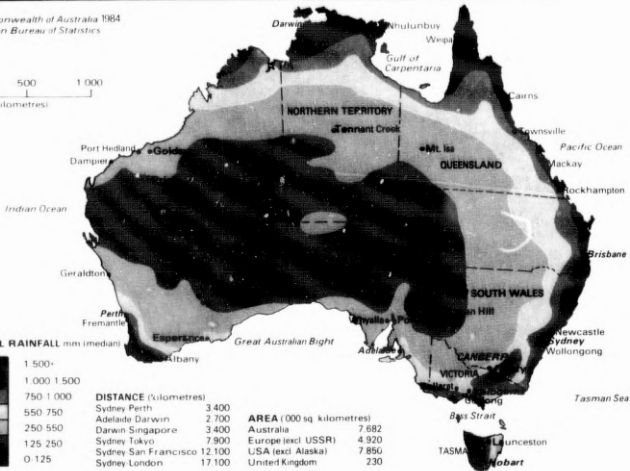 onwealth of Australia 1984
n Bureau of Statistics
500 1 000
ilometres)
Darwin
Nhulunbuy
Weipa
Gulf of
Carpentaria
Cairns
NORTHERN TERRITORY
Tennant Creek
Townsville
Port Hedland
Mt. Isa
Pacific Ocean
Dampier
QUEENSLAND
Mackay
Rockhampton
Indian Ocean
Brisbane
Geraldton
SOUTH WALES
Perth
Fremantle
Newcastle
Sydney
Esperance
Great Australian Bight
Wollongong
Albany
Adelaide
VICTORIA
Tasman Sea
Bass Strait
Launceston
Hobart
L RAINFALL mm (median)
1 500+
1 000 1 500
750 1 000
550 750
250 550
125 250
0-125
DISTANCE (kilometres)
Sydney Perth 3.400
Adelaide Darwin 2.700
Darwin Singapore 3.400
Sydney Tokyo 7.900
Sydney San Francisco 12.100
Sydney London 17.100
AREA ('000 sq kilometres)
Australia 7.682
Europe (excl USSR) 4.920
USA (excl Alaska) 7.850
United Kingdom 230